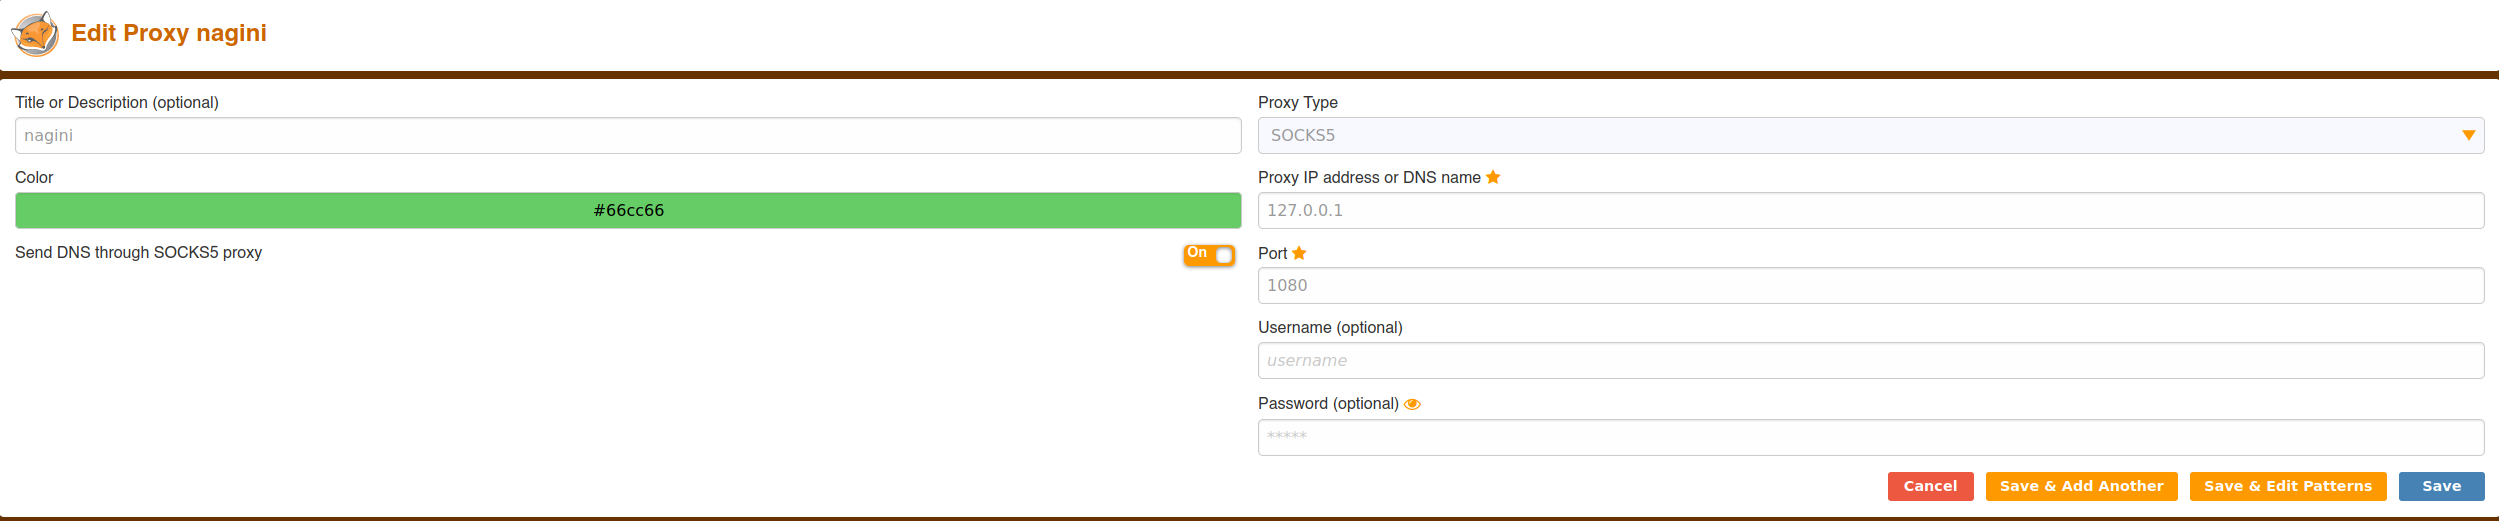 Edit Proxy nagini
Title or Description (optional)
nagini
Color
#66cc66
Send DNS through SOCKS5 proxy
On
Proxy Type
SOCKS5
Proxy IP address or DNS name
127.0.0.1
Port
1080
Username (optional)
username
Password (optional)
*****
Cancel
Save & Add Another
Save & Edit Patterns
Save